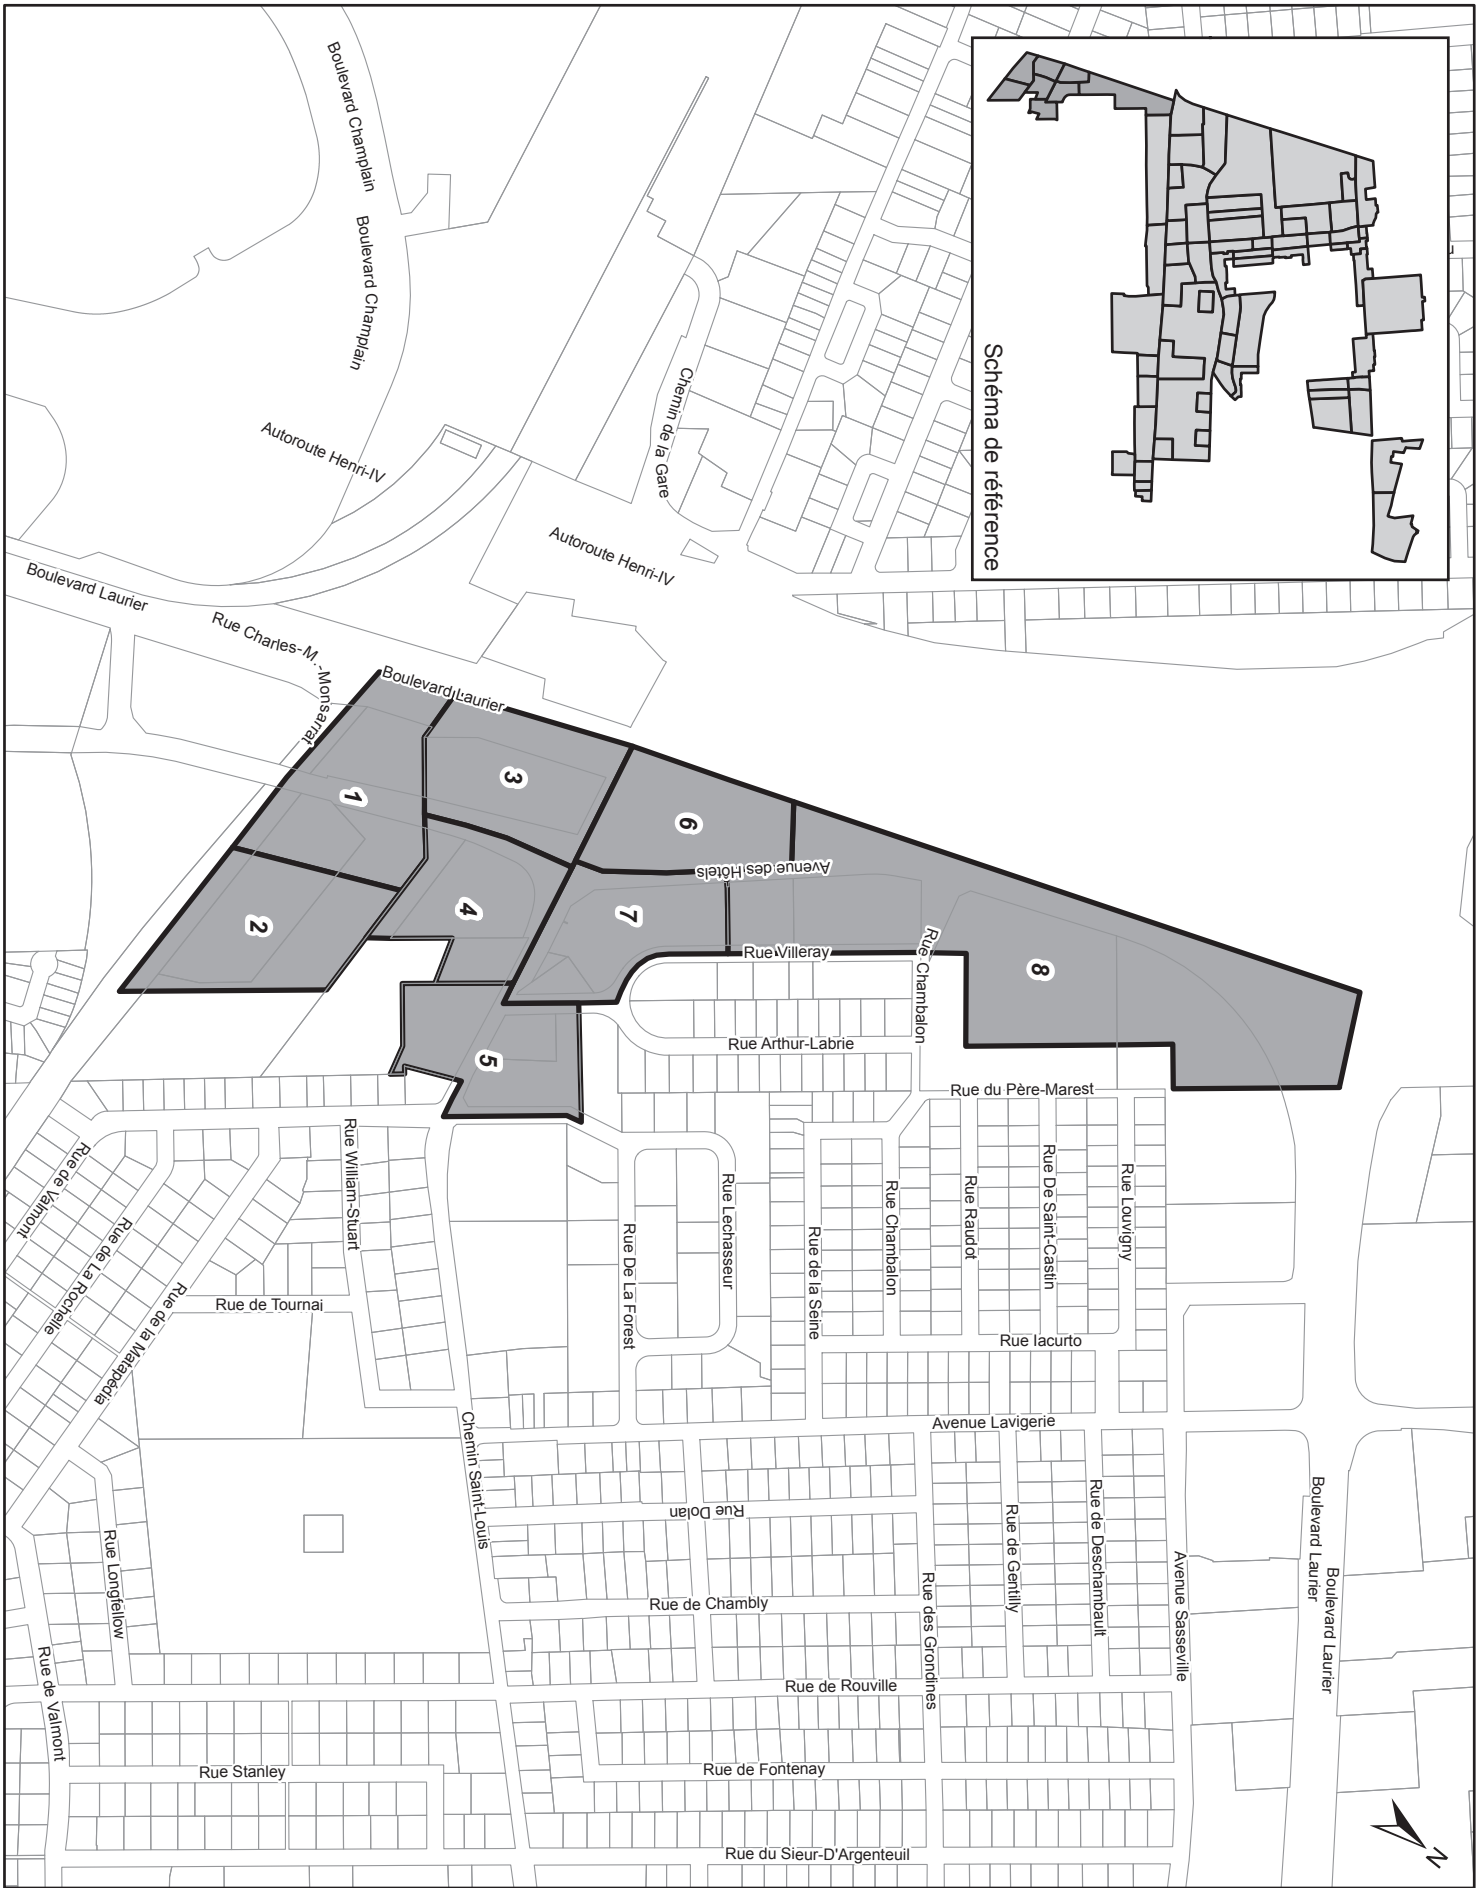 Schéma de référence
Boulevard Champlain
Boulevard Champlain
Autoroute Henri-IV
Chemin de la Gare
Autoroute Henri-IV
Boulevard Laurier
Rue Charles-M.-Monsarrat
Boulevard Laurier
1
2
3
4
5
6
7
8
Avenue des Hôtels
Rue Villeray
Rue Chambalon
Rue Arthur-Labrie
Rue du Père-Marest
Rue William-Stuart
Rue de Valmont
Rue de La Rochelle
Rue de la Matapédia
Rue de Tournai
Rue De La Forest
Rue Lechasseur
Rue de la Seine
Rue Chambalon
Rue Raudot
Rue De Saint-Castin
Rue Louvigny
Rue Iacurto
Avenue Lavigerie
Chemin Saint-Louis
Rue Dolan
Rue de Chambly
Rue des Grondines
Rue de Gentilly
Rue de Deschambault
Avenue Sasseville
Boulevard Laurier
Boulevard Laurier
Rue Longfellow
Rue de Valmont
Rue de Rouville
Rue Stanley
Rue de Fontenay
Rue du Sieur-D'Argenteuil
N